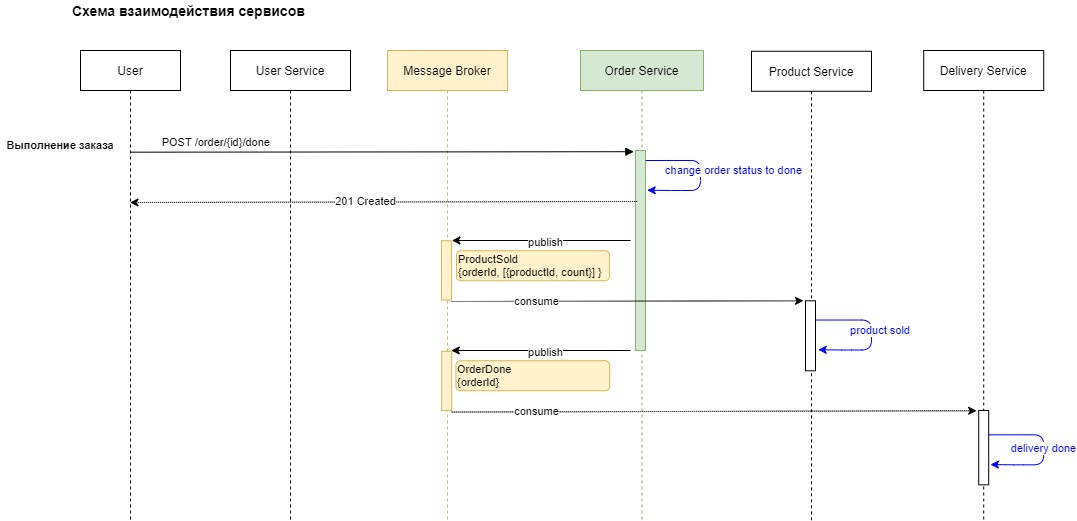 Схема взаимодействия сервисов
User
User Service
Message Broker
Order Service
Product Service
Delivery Service
Выполнение заказа
POST /order/{id}/done
change order status to done
201 Created
publish
ProductSold
{orderId, [{productId, count}] }
consume
product sold
publish
OrderDone
{orderId}
consume
delivery done